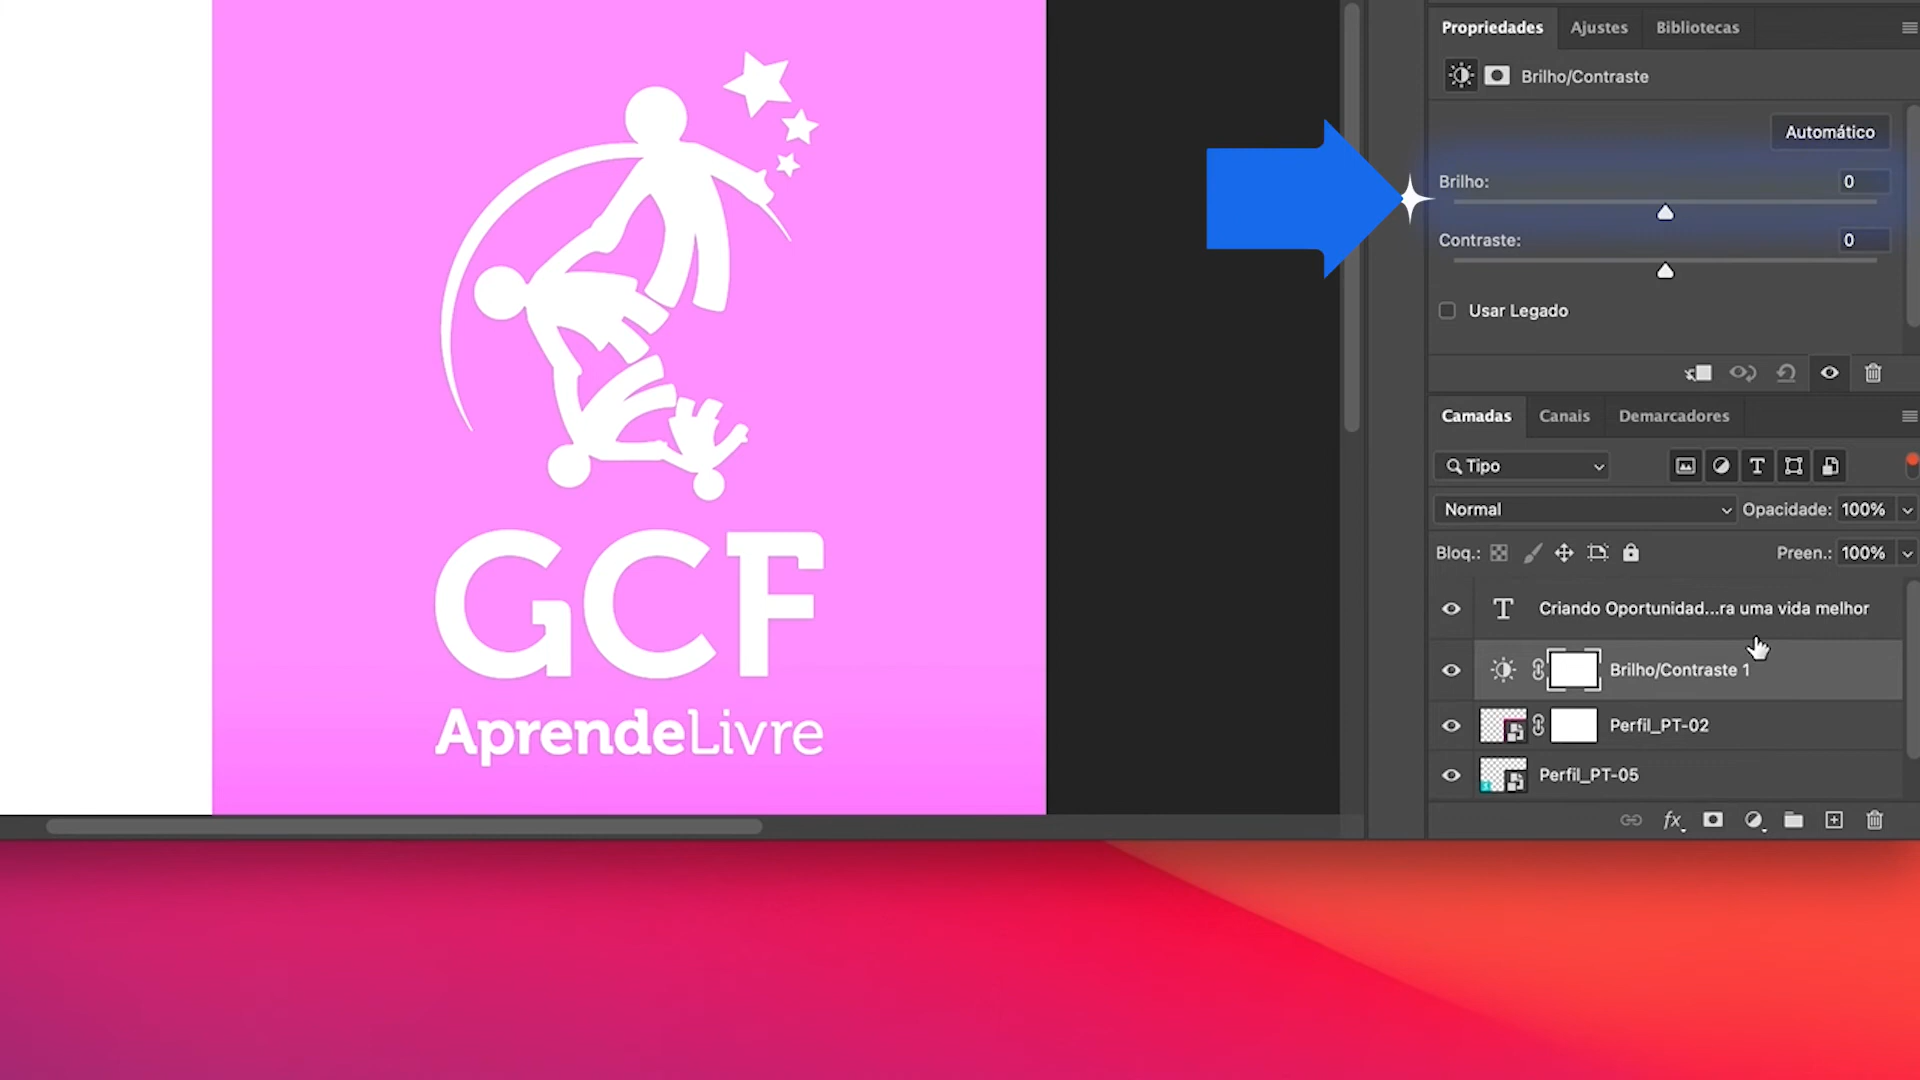 Propriedades Ajustes Bibliotecas
Brilho/Contraste
Automático
Brilho: 0
Contraste: 0
Usar Legado
Camadas Canais Demarcadores
Tipo
Normal Opacidade: 100%
Bloq.: Preen.: 100%
T Criando Oportunidad...ra uma vida melhor
Brilho/Contraste 1
Perfil_PT-02
Perfil_PT-05
fx
GCF
AprendeLivre